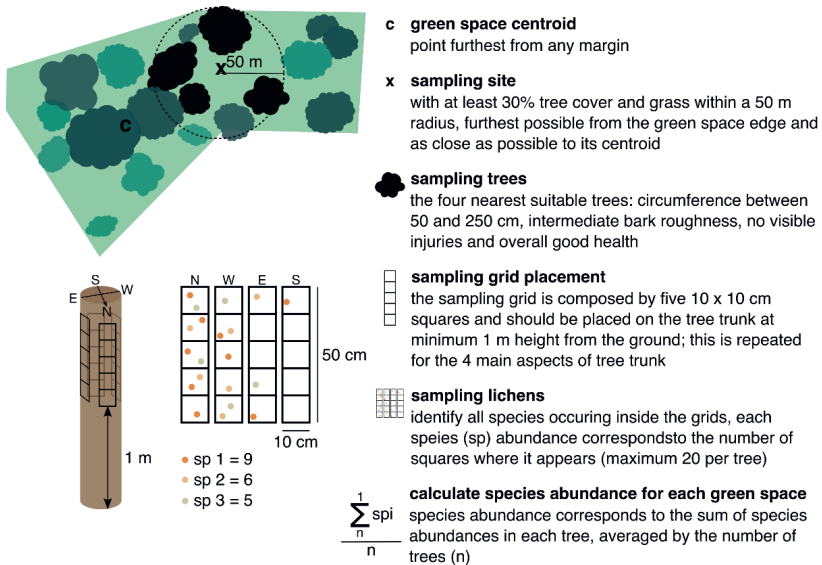 50 m
x
c
c green space centroid
point furthest from any margin
x sampling site
with at least 30% tree cover and grass within a 50 m
radius, furthest possible from the green space edge and
as close as possible to its centroid
sampling trees
the four nearest suitable trees: circumference between
50 and 250 cm, intermediate bark roughness, no visible
injuries and overall good health
S
E W
N
1 m
N W E S
50 cm
10 cm
sp 1 = 9
sp 2 = 6
sp 3 = 5
sampling grid placement
the sampling grid is composed by five 10 x 10 cm
squares and should be placed on the tree trunk at
minimum 1 m height from the ground; this is repeated
for the 4 main aspects of tree trunk
sampling lichens
identify all species occuring inside the grids, each
speies (sp) abundance correspondsto the number of
squares where it appears (maximum 20 per tree)
calculate species abundance for each green space
1
∑ spi
n
n
species abundance corresponds to the sum of species
abundances in each tree, averaged by the number of
trees (n)